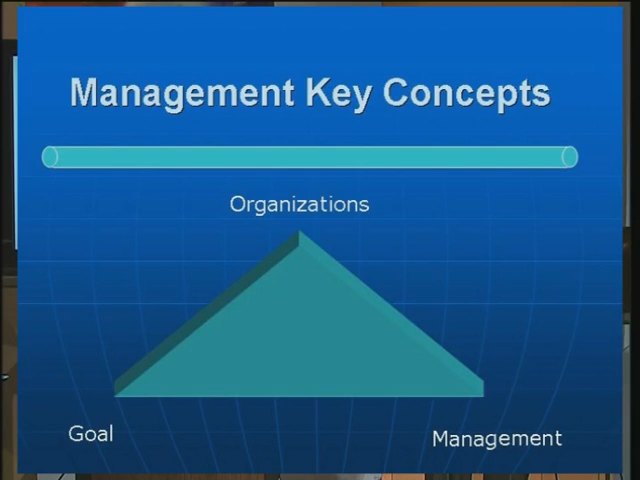 Management Key Concepts
Organizations
Goal
Management